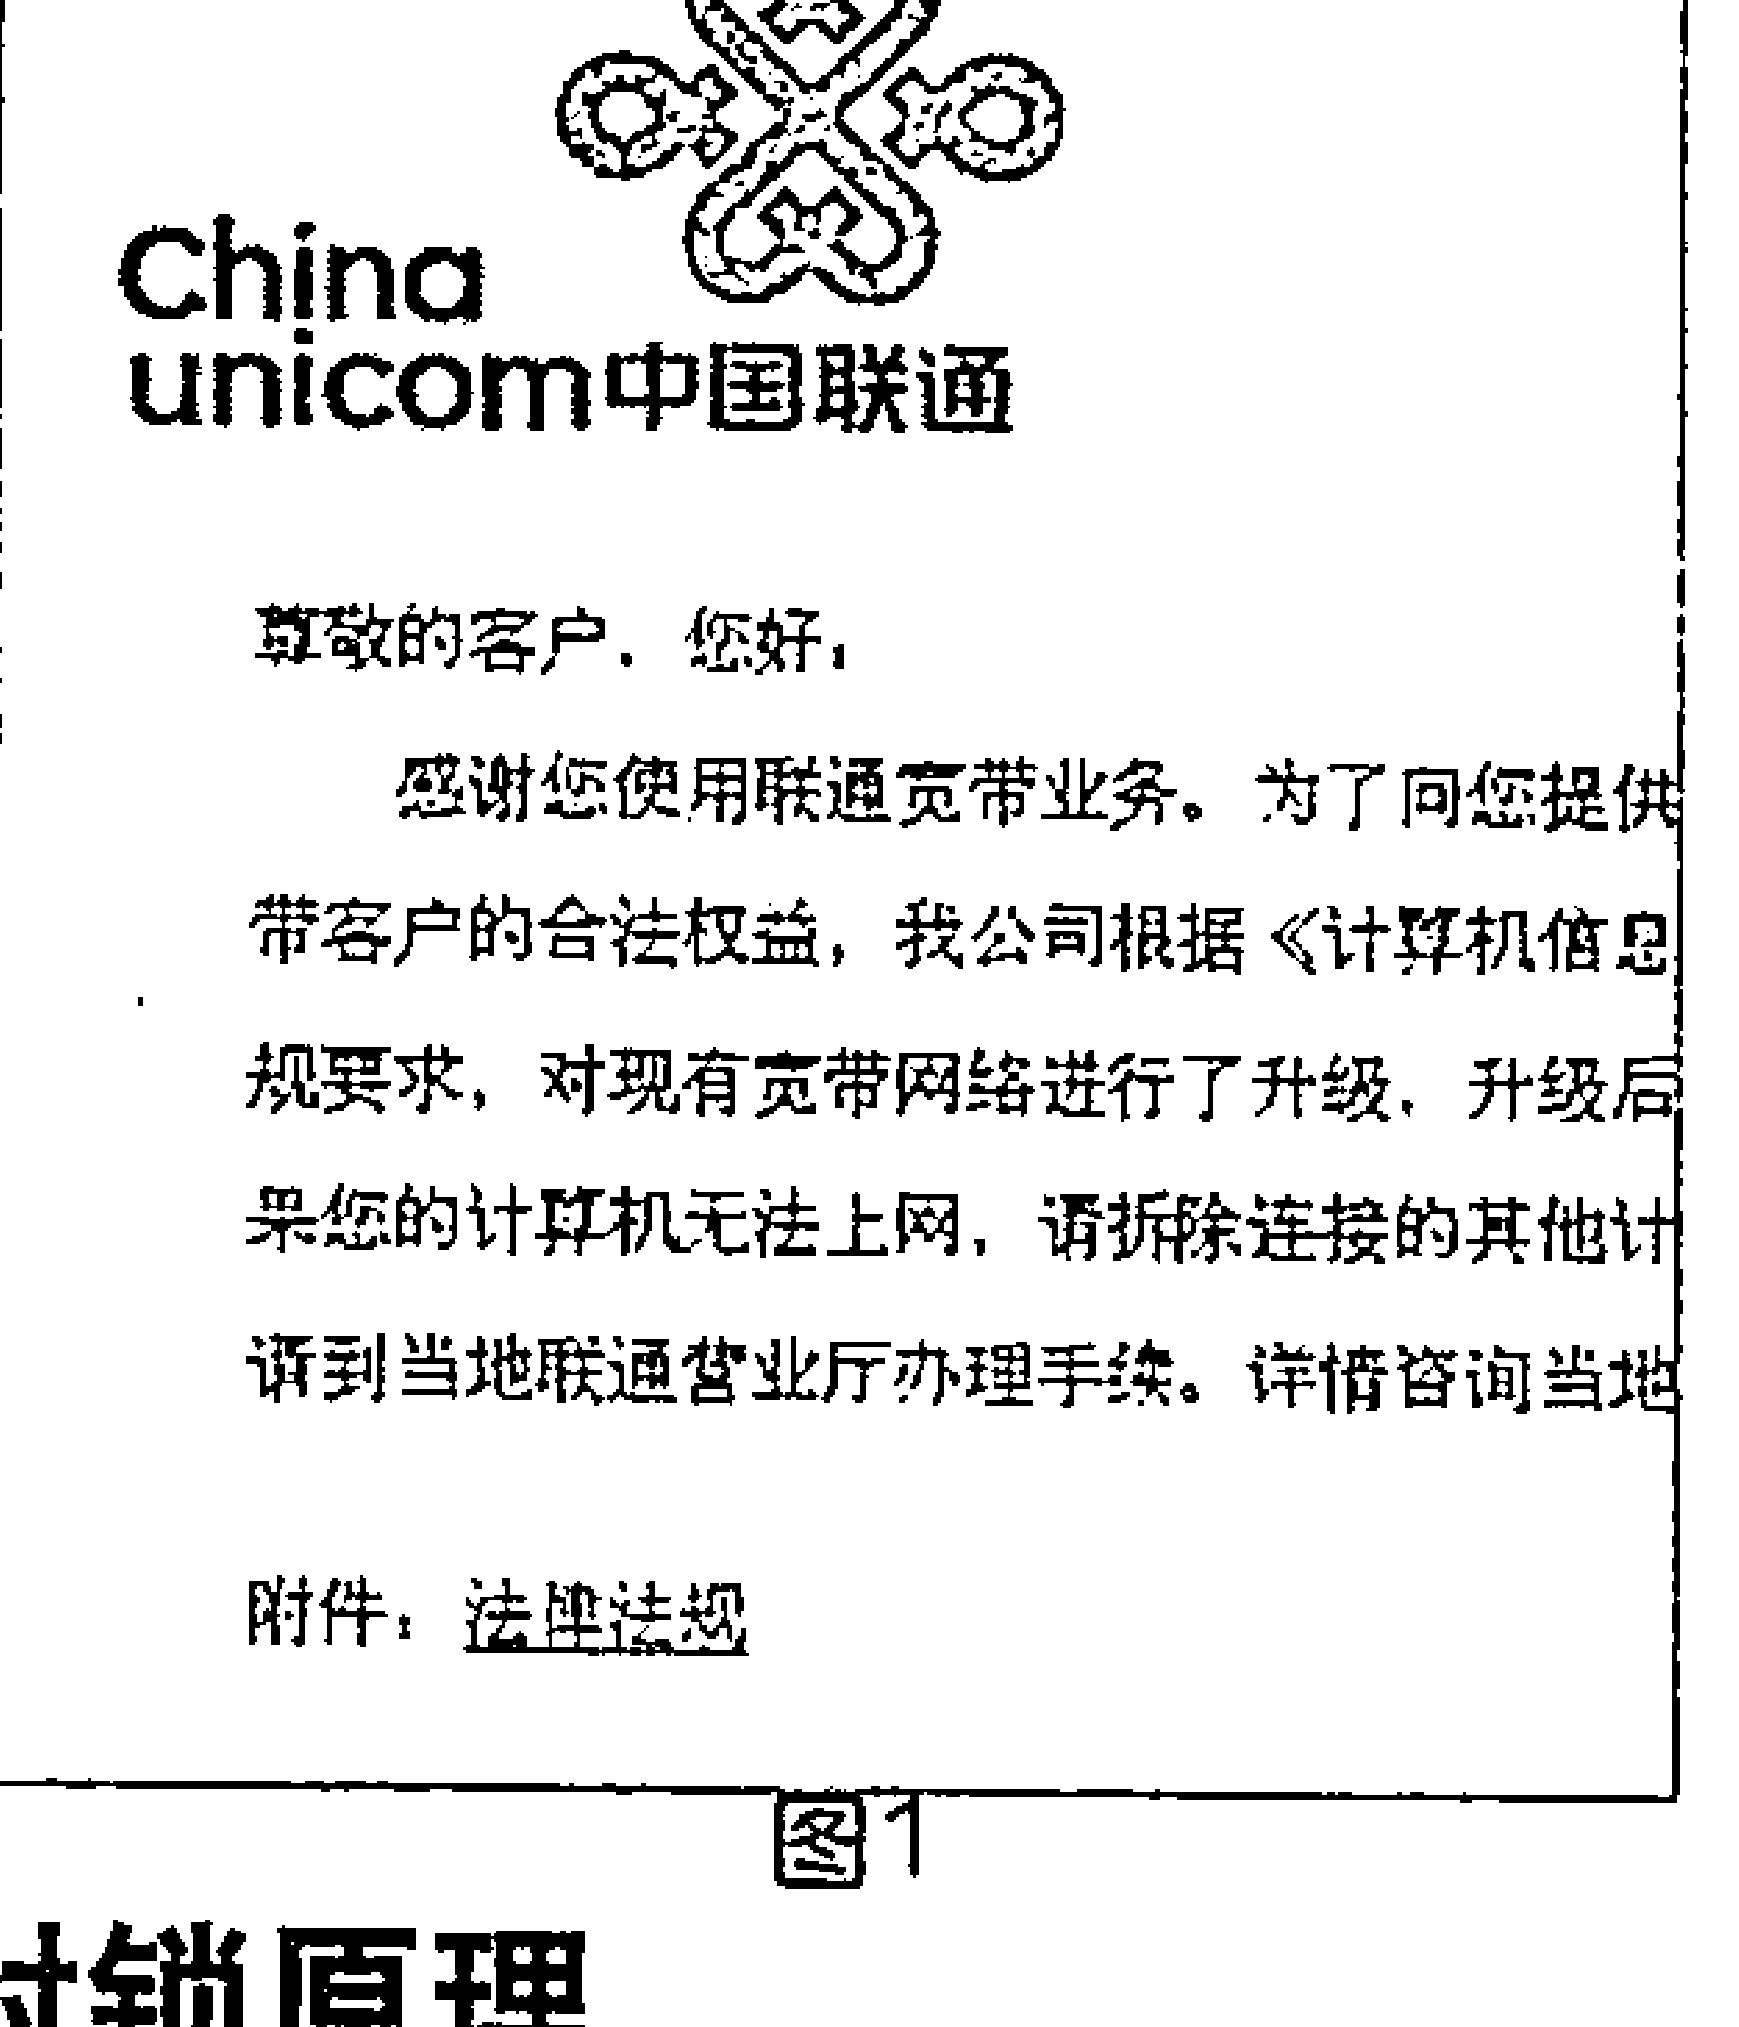 China
unicom中国联通
尊敬的客户，您好：
感谢您使用联通宽带业务。为了向您提供
带客户的合法权益，我公司根据《计算机信息
规要求，对现有宽带网络进行了升级，升级后
果您的计算机无法上网，请拆除连接的其他计
请到当地联通营业厅办理手续。详情咨询当地
附件：法律法规
图1
封锁原理